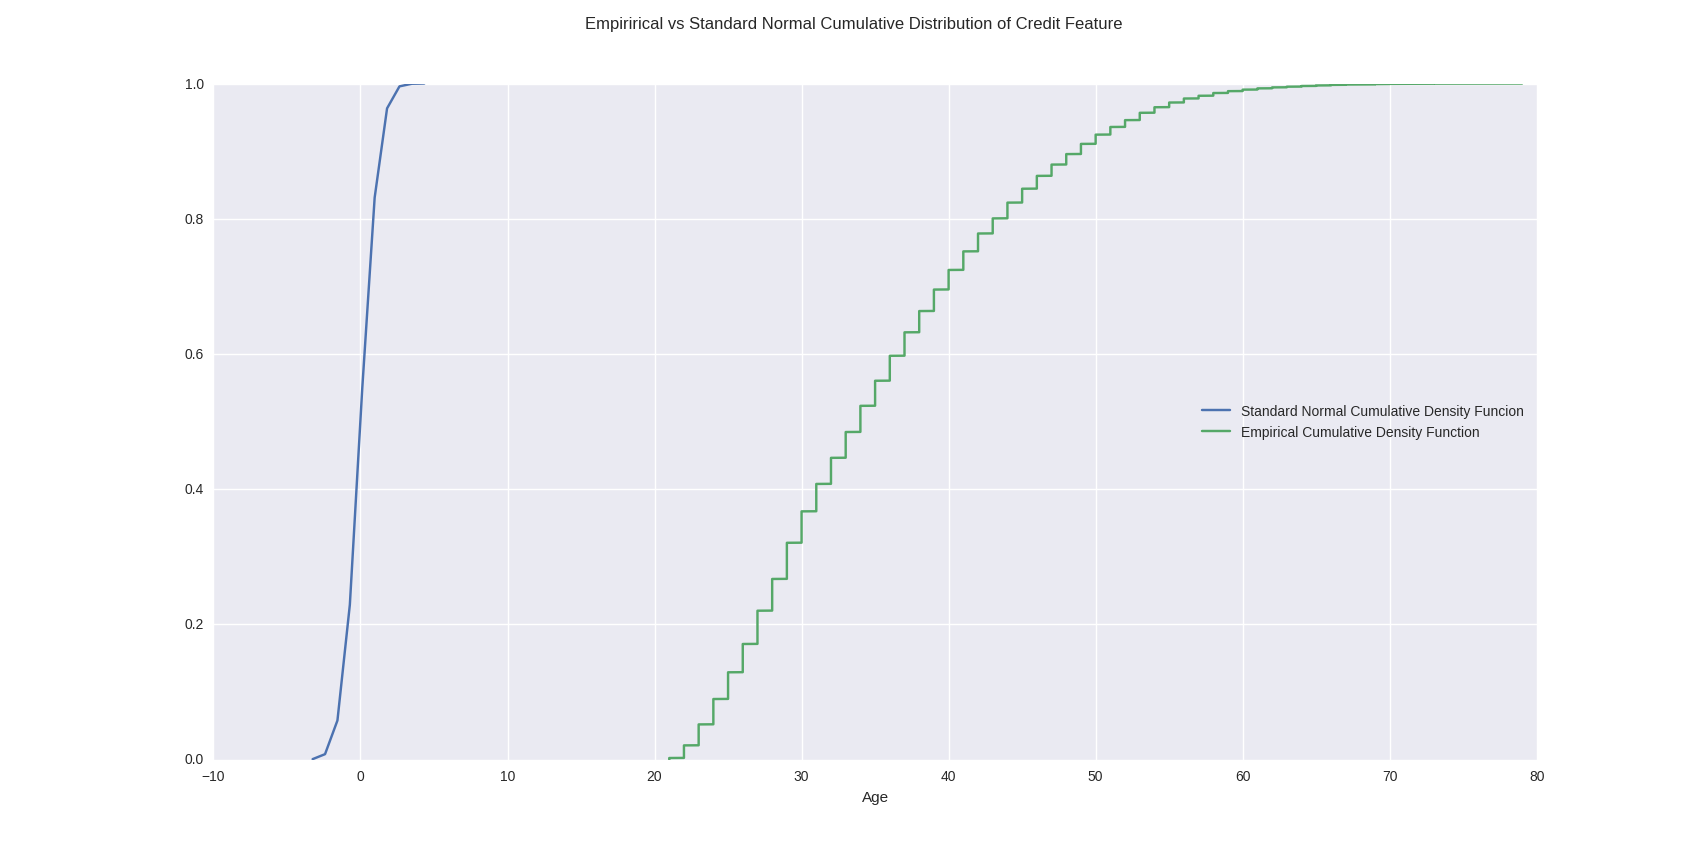 Empirirical vs Standard Normal Cumulative Distribution of Credit Feature
1.0
0.8
0.6
0.4
0.2
0.0
Standard Normal Cumulative Density Funcion
Empirical Cumulative Density Function
−10 0 10 20 30 40 50 60 70 80
Age